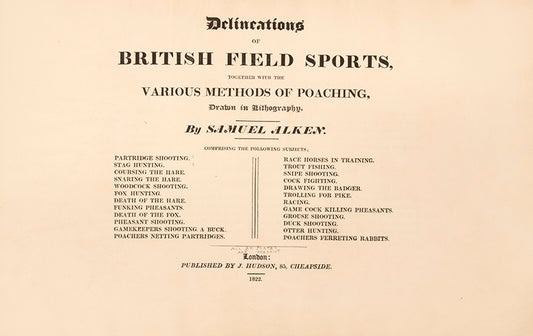 Delineations
OF
BRITISH FIELD SPORTS,
TOGETHER WITH THE
VARIOUS METHODS OF POACHING,
Drawn in Lithography.
By SAMUEL ALKEN.
COMPRISING THE FOLLOWING SUBJECTS,
PARTRIDGE SHOOTING.
STAG HUNTING.
COURSING THE HARE.
SNARING THE HARE.
WOODCOCK SHOOTING.
FOX HUNTING.
DEATH OF THE HARE.
FUNKING PHEASANTS.
DEATH OF THE FOX.
PHEASANT SHOOTING.
GAMEKEEPERS SHOOTING A BUCK.
POACHERS NETTING PARTRIDGES.
RACE HORSES IN TRAINING.
TROUT FISHING.
SNIPE SHOOTING.
COCK FIGHTING.
DRAWING THE BADGER.
TROLLING FOR PIKE.
RACING.
GAME COCK KILLING PHEASANTS.
GROUSE SHOOTING.
DUCK SHOOTING.
OTTER HUNTING.
POACHERS FERRETING RABBITS.
London:
PUBLISHED BY J. HUDSON, 85, CHEAPSIDE.
1822.